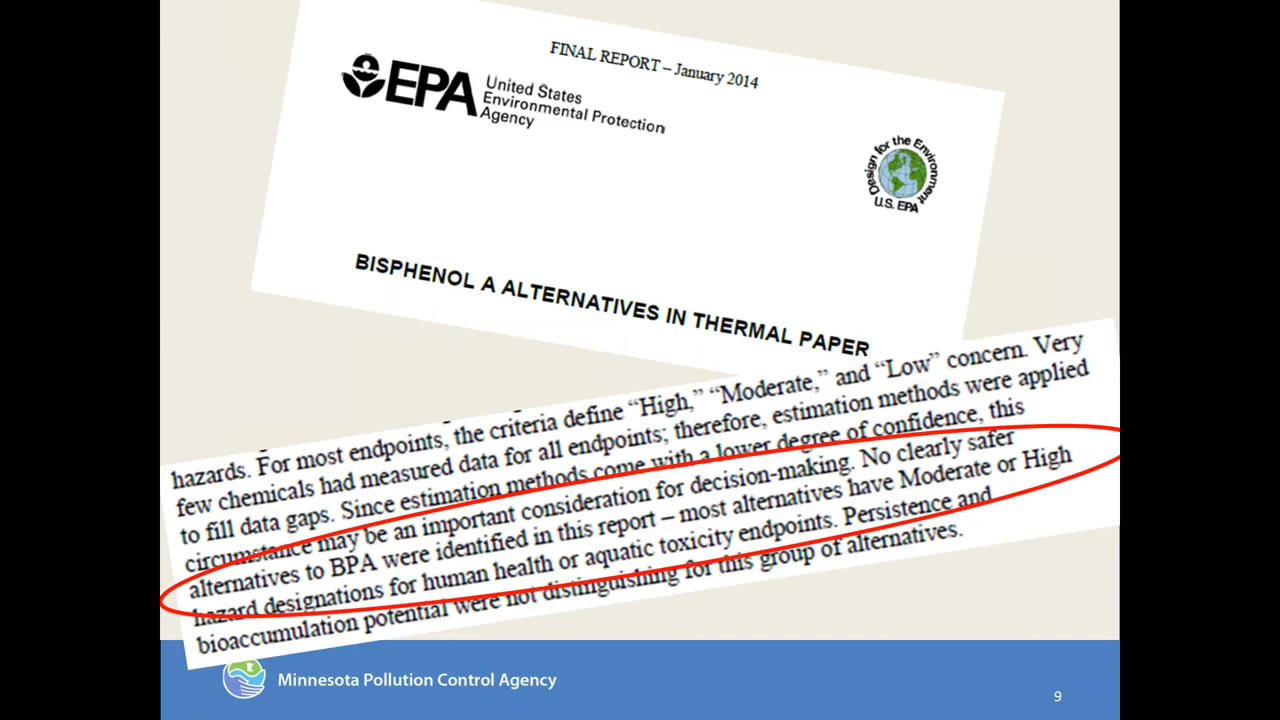 FINAL REPORT – January 2014
EPA
United States
Environmental Protection
Agency
Design for the Environment
U.S. EPA
BISPHENOL A ALTERNATIVES IN THERMAL PAPER
hazards. For most endpoints, the criteria define “High,” “Moderate,” and “Low” concern. Very
few chemicals had measured data for all endpoints; therefore, estimation methods were applied
to fill data gaps. Since estimation methods come with a lower degree of confidence, this
circumstance may be an important consideration for decision-making. No clearly safer
alternatives to BPA were identified in this report – most alternatives have Moderate or High
hazard designations for human health or aquatic toxicity endpoints. Persistence and
bioaccumulation potential were not distinguishing for this group of alternatives.
Minnesota Pollution Control Agency
9